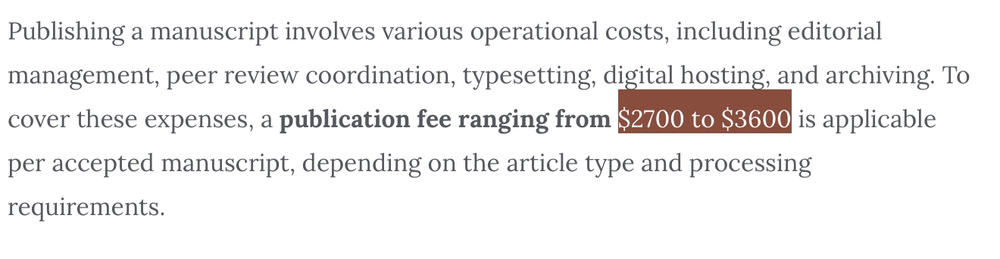 Publishing a manuscript involves various operational costs, including editorial
management, peer review coordination, typesetting, digital hosting, and archiving. To
cover these expenses, a publication fee ranging from $2700 to $3600 is applicable
per accepted manuscript, depending on the article type and processing
requirements.